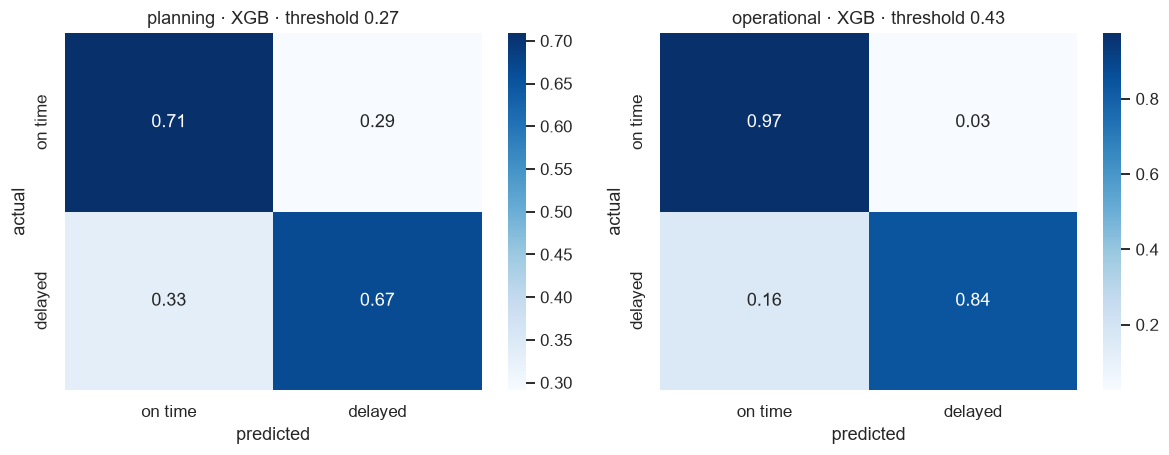 planning · XGB · threshold 0.27
on time
delayed
actual
0.71
0.29
0.33
0.67
on time
delayed
predicted
0.70
0.65
0.60
0.55
0.50
0.45
0.40
0.35
0.30
operational · XGB · threshold 0.43
on time
delayed
actual
0.97
0.03
0.16
0.84
on time
delayed
predicted
0.8
0.6
0.4
0.2